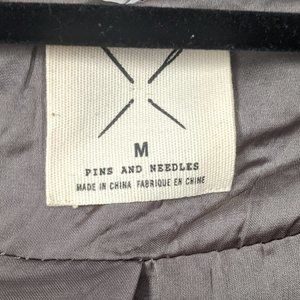 M
PINS AND NEEDLES
MADE IN CHINA FABRIQUE EN CHINE